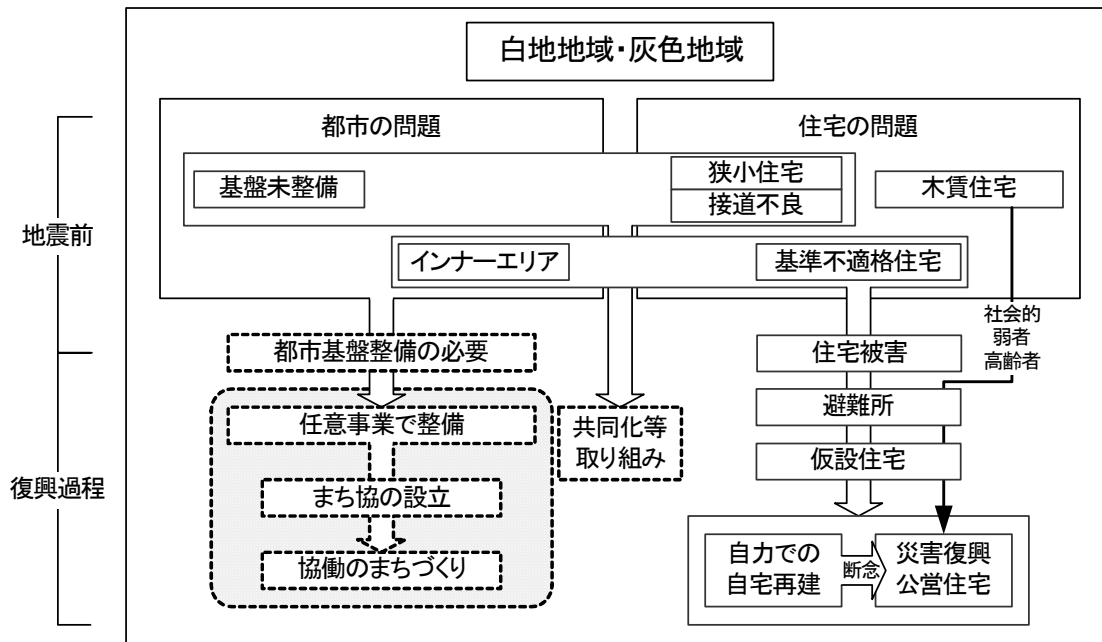 白地地域・灰色地域
都市の問題
住宅の問題
基盤未整備
狭小住宅
接道不良
木賃住宅
地震前
インナーエリア
基準不適格住宅
社会的
弱者
高齢者
都市基盤整備の必要
住宅被害
任意事業で整備
共同化等
取り組み
避難所
仮設住宅
復興過程
まち協の設立
協働のまちづくり
自力での
自宅再建
断念
災害復興
公営住宅